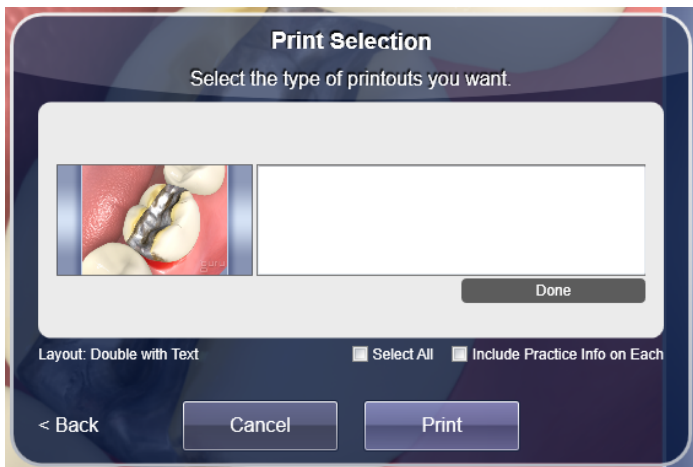 Print Selection
Select the type of printouts you want.
guru
Done
Layout: Double with Text
Select All
Include Practice Info on Each
< Back
Cancel
Print